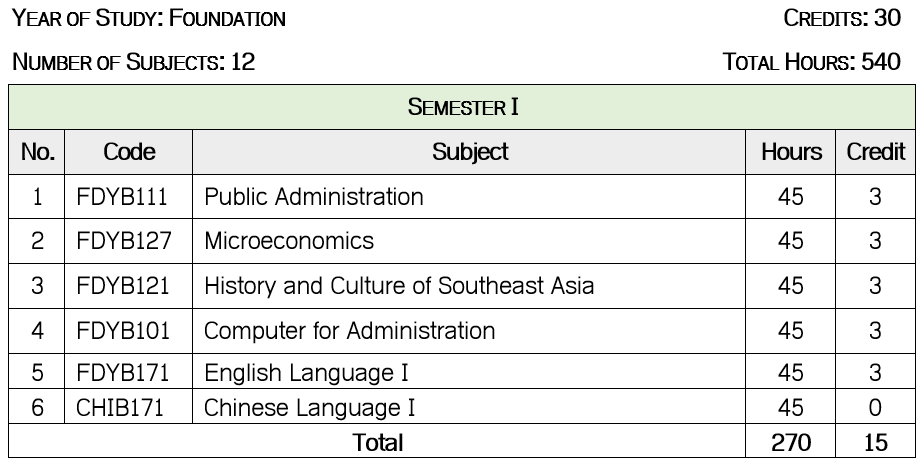 YEAR OF STUDY: FOUNDATION CREDITS: 30
NUMBER OF SUBJECTS: 12 TOTAL HOURS: 540
SEMESTER I
No. Code Subject Hours Credit
1 FDYB111 Public Administration 45 3
2 FDYB127 Microeconomics 45 3
3 FDYB121 History and Culture of Southeast Asia 45 3
4 FDYB101 Computer for Administration 45 3
5 FDYB171 English Language I 45 3
6 CHIB171 Chinese Language I 45 0
Total 270 15